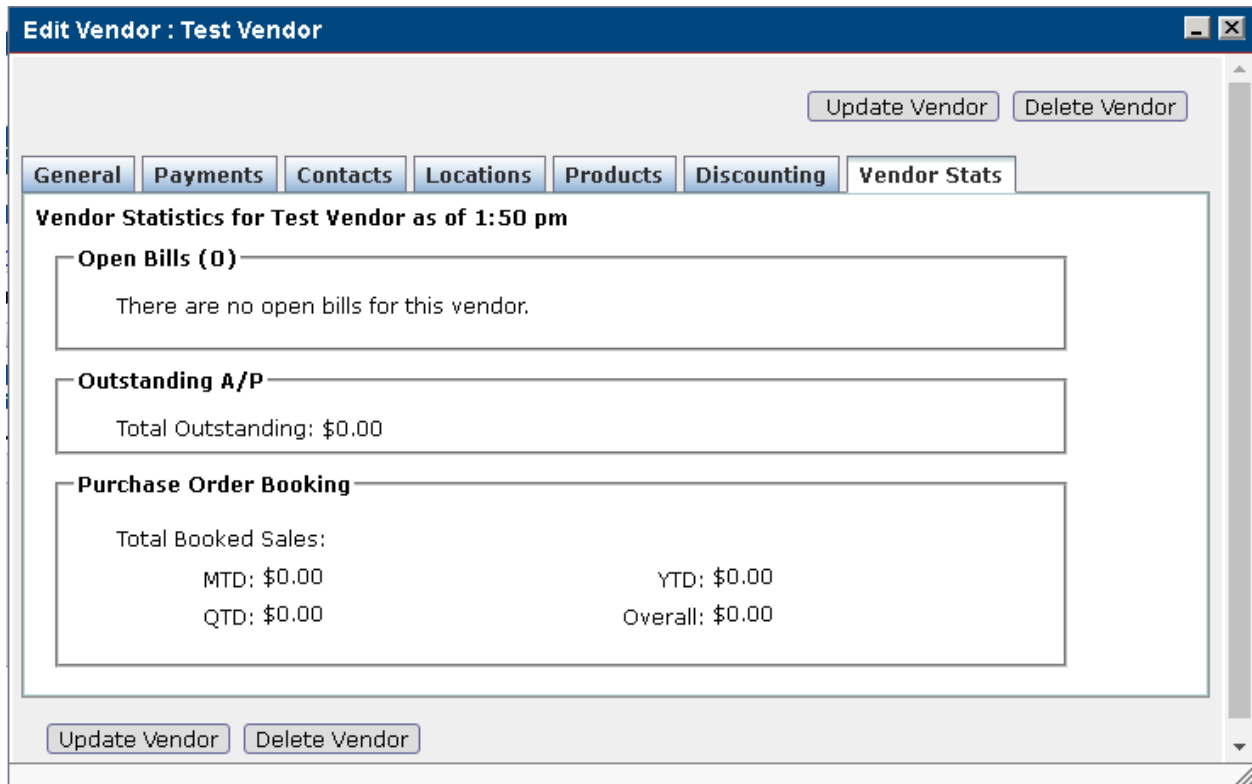 Edit Vendor : Test Vendor
Update Vendor Delete Vendor
General Payments Contacts Locations Products Discounting Vendor Stats
Vendor Statistics for Test Vendor as of 1:50 pm
Open Bills (0)
There are no open bills for this vendor.
Outstanding A/P
Total Outstanding: $0.00
Purchase Order Booking
Total Booked Sales:
MTD: $0.00 YTD: $0.00
QTD: $0.00 Overall: $0.00
Update Vendor Delete Vendor